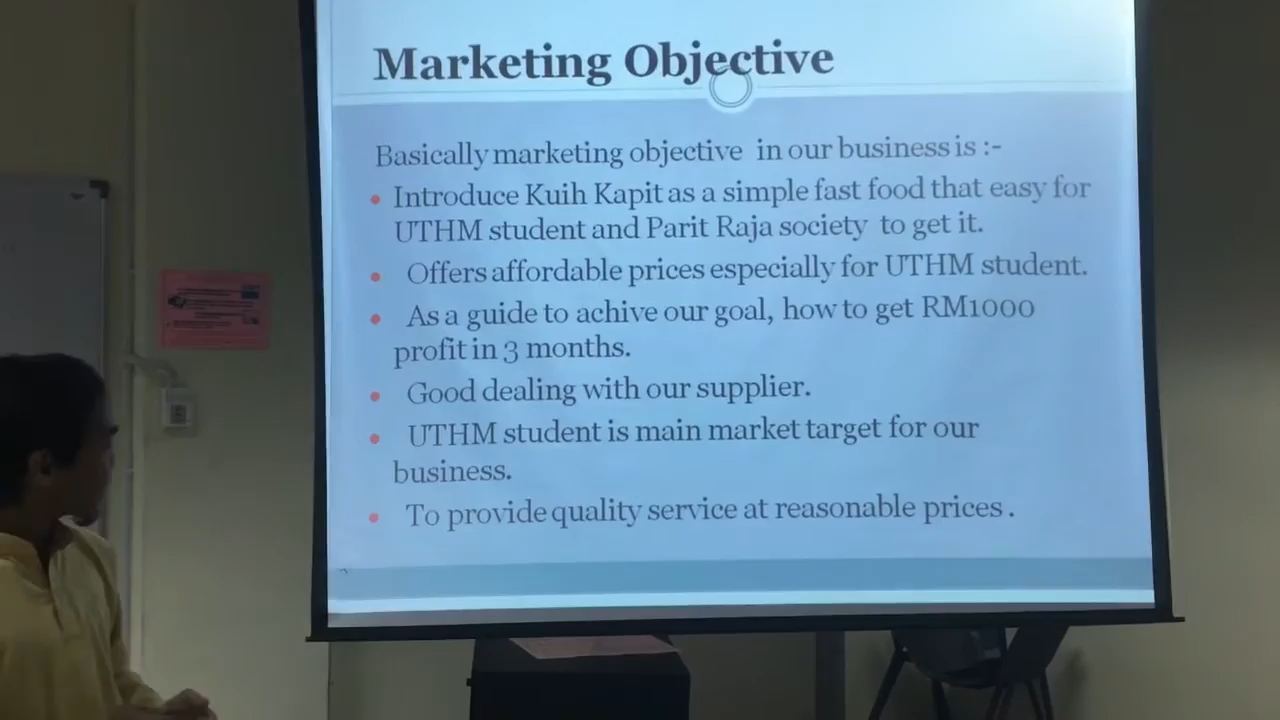 Marketing Objective
Basically marketing objective in our business is :-
• Introduce Kuih Kapit as a simple fast food that easy for
UTHM student and Parit Raja society to get it.
• Offers affordable prices especially for UTHM student.
• As a guide to achive our goal, how to get RM1000
profit in 3 months.
• Good dealing with our supplier.
• UTHM student is main market target for our
business.
• To provide quality service at reasonable prices .